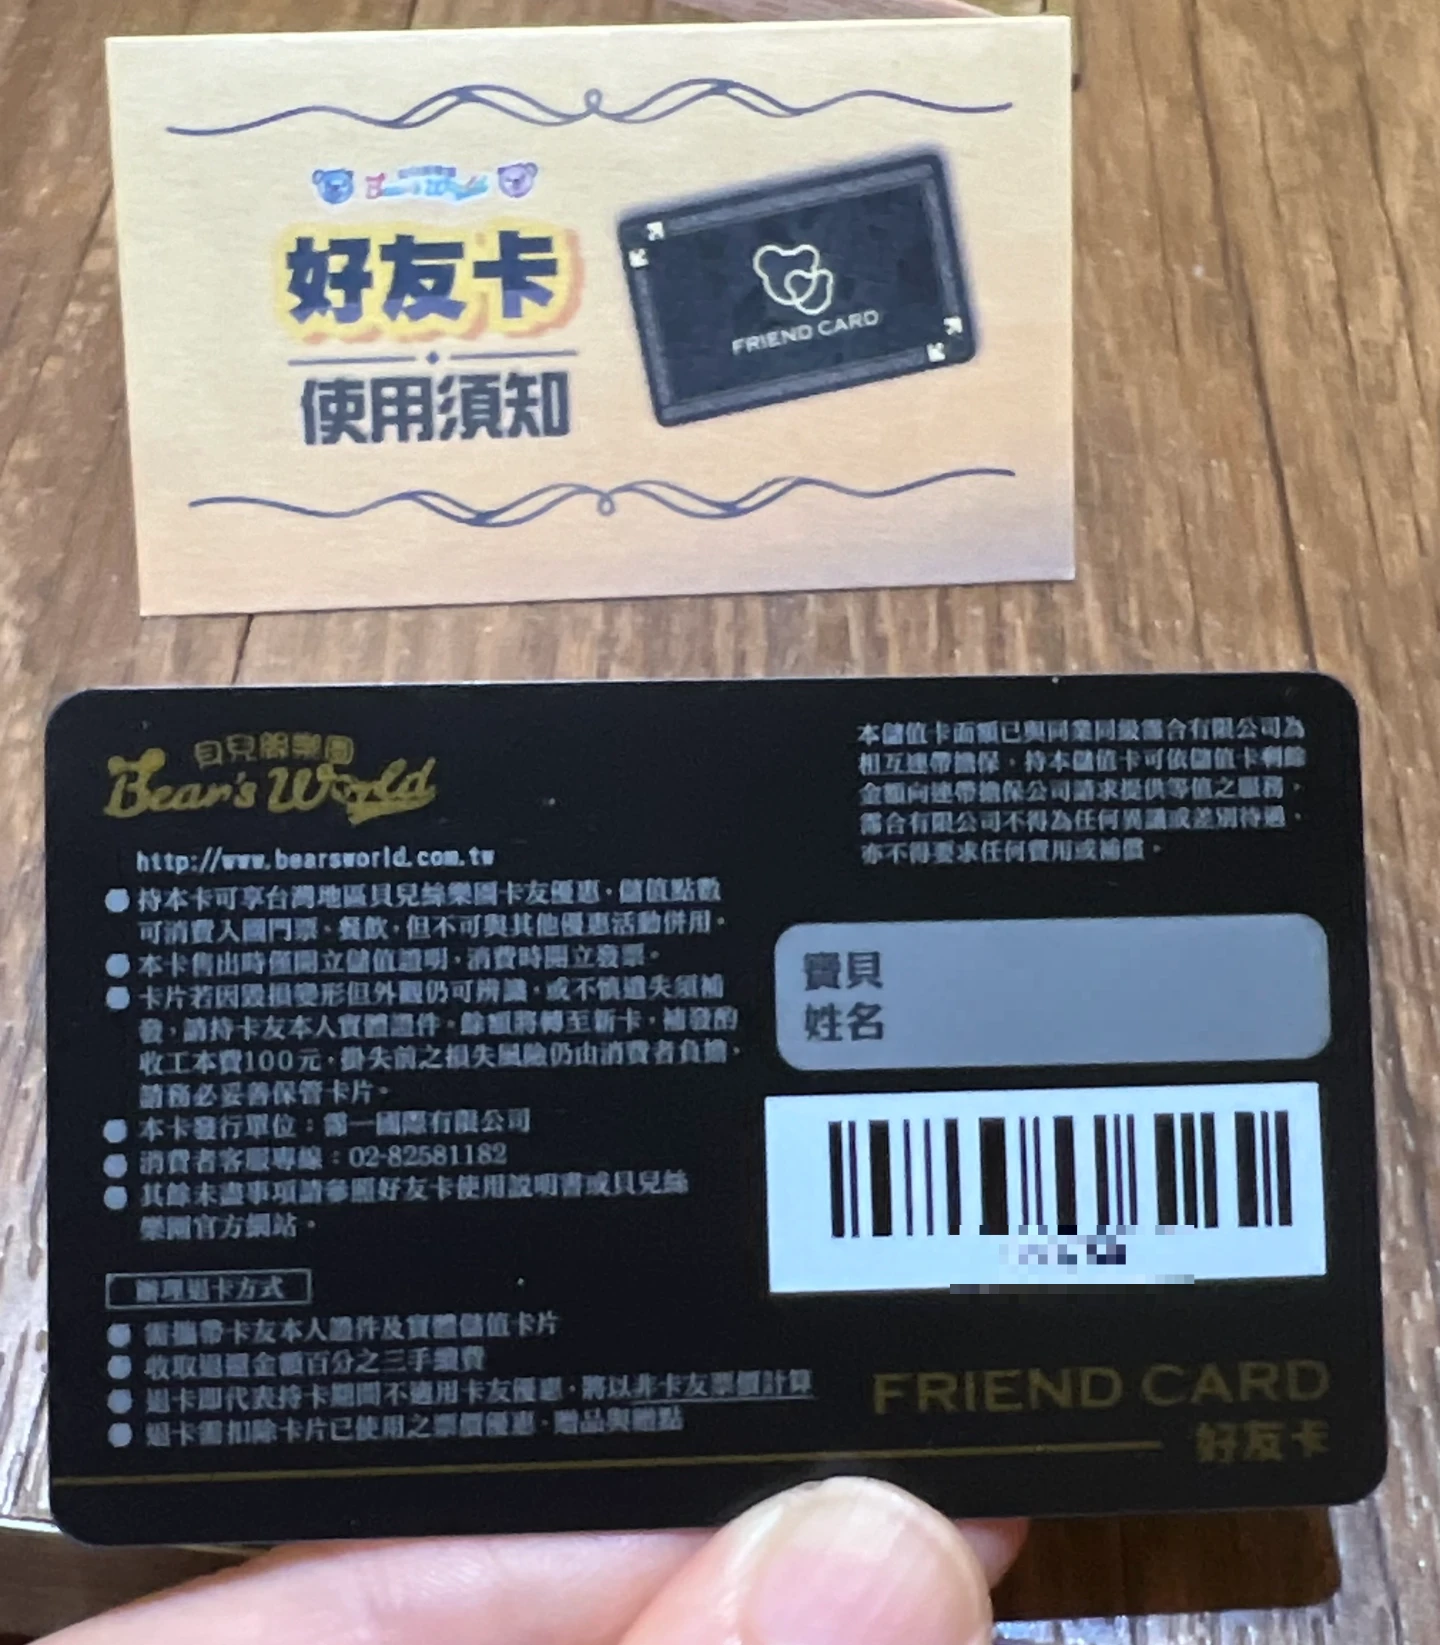 Bear's World
好友卡
使用須知
FRIEND CARD
貝兒絲樂園
Bear's World
http://www.bearsworld.com.tw
持本卡可享台灣地區貝兒絲樂園卡友優惠,儲值點數
可消費入園門票、餐飲,但不可與其他優惠活動併用。
本卡售出時僅開立儲值證明,消費時開立發票。
卡片若因毀損變形但外觀仍可辨識,或不慎遺失須補
發,請持卡友本人實體證件,餘額將轉至新卡,補發酌
收工本費100元,掛失前之損失風險仍由消費者負擔,
請務必妥善保管卡片。
本卡發行單位:霈一國際有限公司
消費者客服專線:02-82581182
其餘未盡事項請參照好友卡使用說明書或貝兒絲
樂園官方網站。
辦理退卡方式
需攜帶卡友本人證件及實體儲值卡片
收取退還金額百分之三手續費
退卡即代表持卡期間不適用卡友優惠,將以非卡友票價計算
退卡需扣除卡片已使用之票價優惠、贈品與贈點
本儲值卡面額已與同業同級霈合有限公司為
相互連帶擔保,持本儲值卡可依儲值卡剩餘
金額向連帶擔保公司請求提供等值之服務,
霈合有限公司不得為任何異議或差別待遇,
亦不得要求任何費用或補償。
寶貝
姓名
FRIEND CARD
好友卡